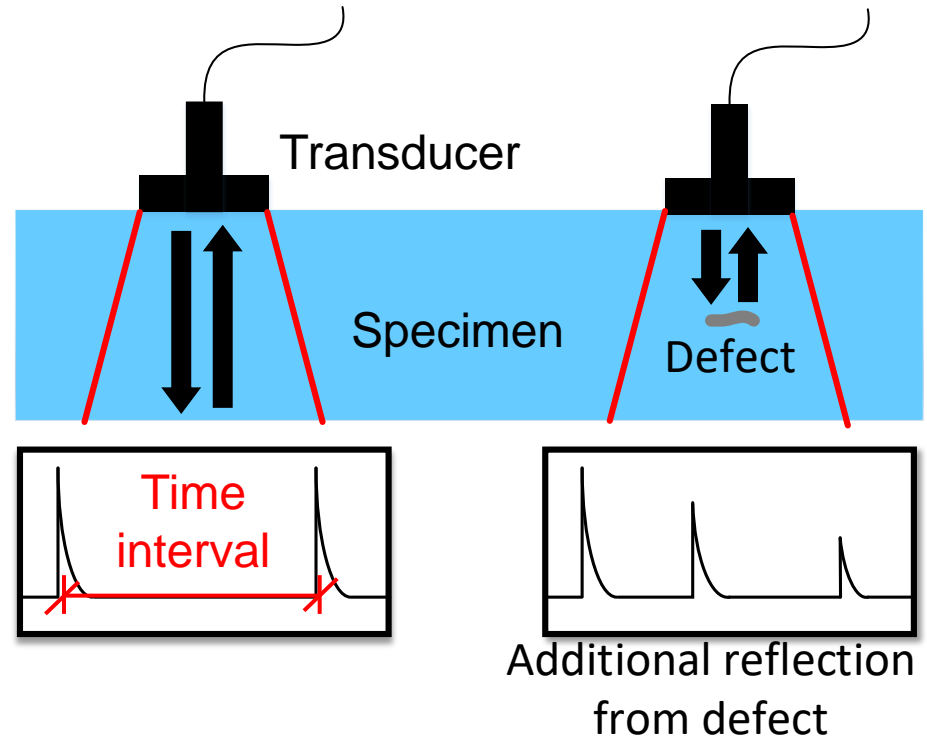 Transducer
Specimen
Defect
Time
interval
Additional reflection
from defect